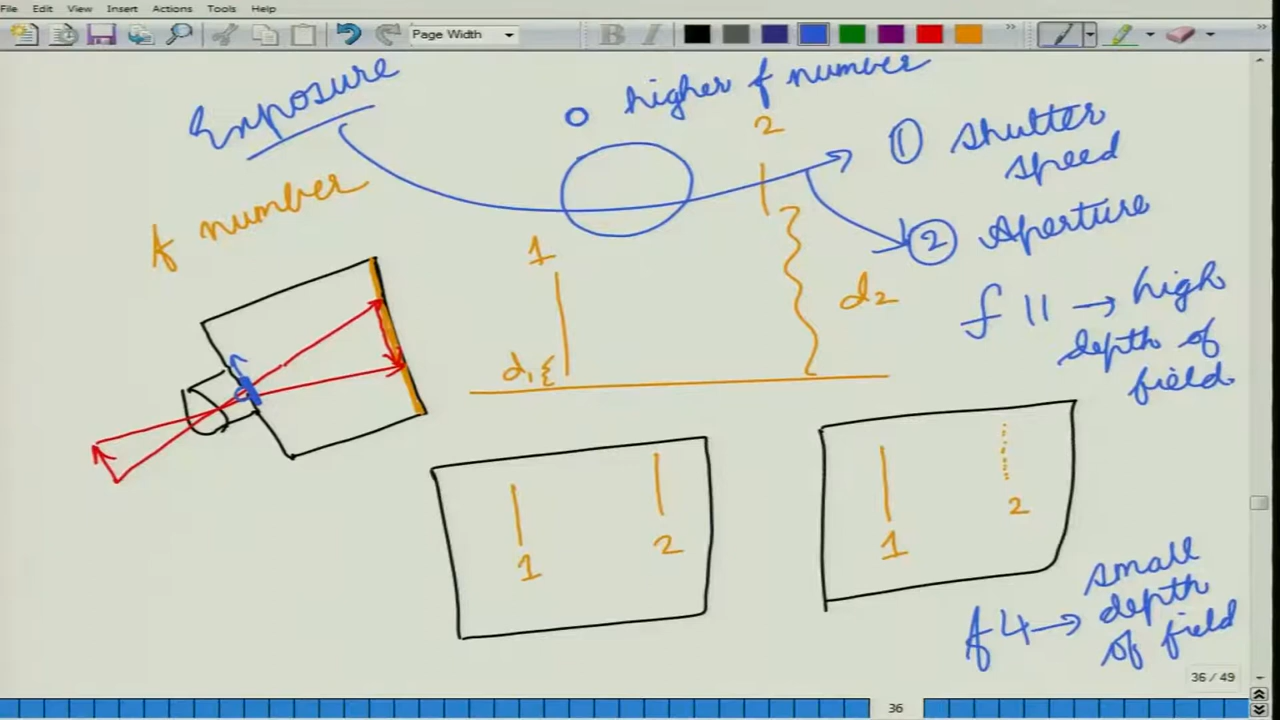 File Edit View Insert Actions Tools Help
Page Width
Exposure
higher f number
f number
1
2
① Shutter
speed
② Aperture
d1
d2
f 11 → high
depth of
field
1
2
1
2
f4 → small
depth
of field
36 / 49
36